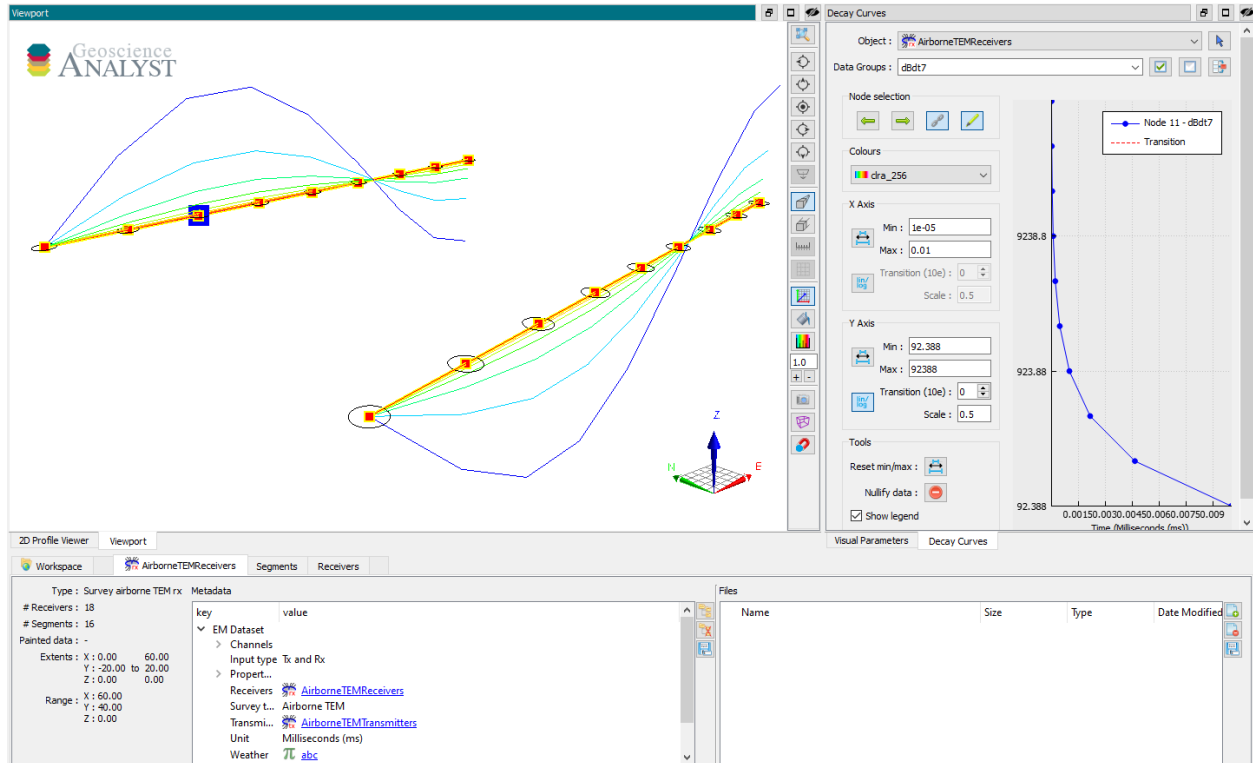 Viewport
Geoscience
ANALYST
N
Z
E
1.0
+ -
2D Profile Viewer Viewport
Decay Curves
Object : AirborneTEMReceivers
Data Groups : dBdt7
Node selection
Colours
dra_256
X Axis
Min : 1e-05
Max : 0.01
lin/
log
Transition (10e) : 0
Scale : 0.5
Y Axis
Min : 92.388
Max : 92388
lin/
log
Transition (10e) : 0
Scale : 0.5
Tools
Reset min/max :
Nullify data :
Show legend
Node 11 - dBdt7
Transition
9238.8
923.88
92.388
0.00150.0030.00450.0060.00750.009
Time (Milliseconds (ms))
Visual Parameters Decay Curves
Workspace AirborneTEMReceivers Segments Receivers
Type : Survey airborne TEM rx
# Receivers : 18
# Segments : 16
Painted data : -
Extents : X : 0.00 60.00
Y : -20.00 to 20.00
Z : 0.00 0.00
Range : X : 60.00
Y : 40.00
Z : 0.00
Metadata
key value
EM Dataset
Channels
Input type Tx and Rx
Propert...
Receivers AirborneTEMReceivers
Survey t... Airborne TEM
Transmi... AirborneTEMTransmitters
Unit Milliseconds (ms)
Weather abc
Files
Name Size Type Date Modified